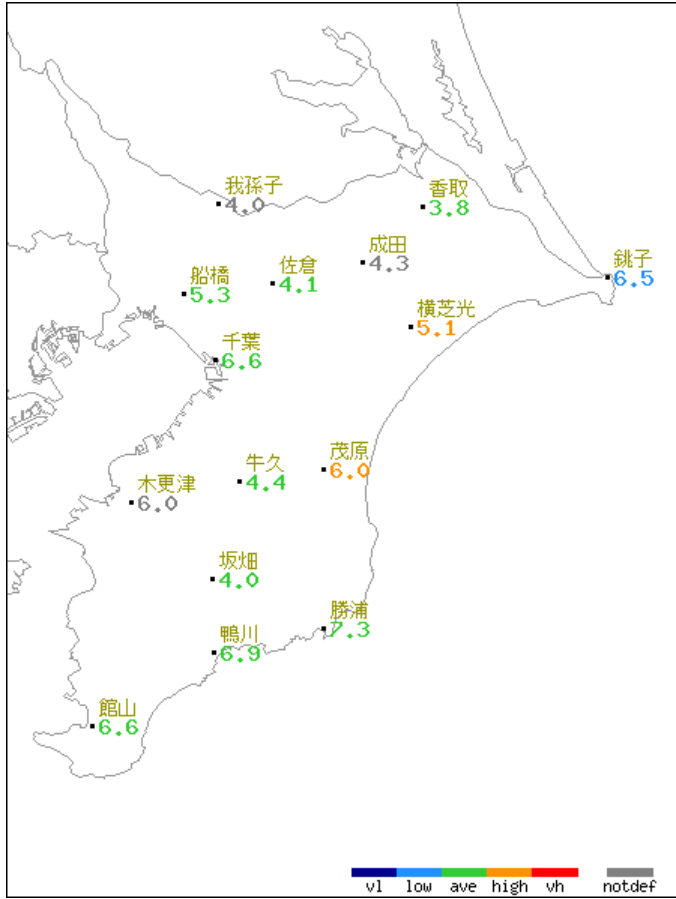 我孫子
4.0
香取
3.8
成田
4.3
銚子
6.5
船橋
5.3
佐倉
4.1
横芝光
5.1
千葉
6.6
茂原
6.0
牛久
4.4
木更津
6.0
坂畑
4.0
勝浦
7.3
鴨川
6.9
館山
6.6
vl low ave high vh notdef